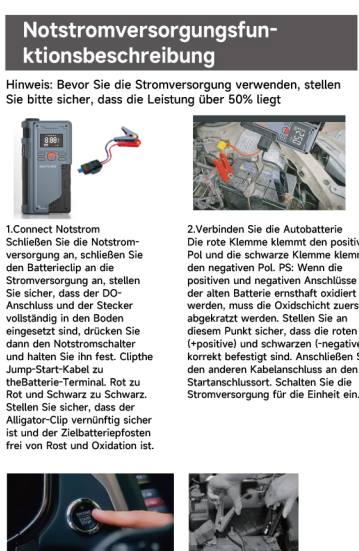 Notstromversorgungsfun-
ktionsbeschreibung
Hinweis: Bevor Sie die Stromversorgung verwenden, stellen
Sie bitte sicher, dass die Leistung über 50% liegt
1.Connect Notstrom
Schließen Sie die Notstrom-
versorgung an, schließen Sie
den Batterieclip an die
Stromversorgung an, stellen
Sie sicher, dass der DO-
Anschluss und der Stecker
vollständig in den Boden
eingesetzt sind, drücken Sie
dann den Notstromschalter
und halten Sie ihn fest. Clipthe
Jump-Start-Kabel zu
theBatterie-Terminal. Rot zu
Rot und Schwarz zu Schwarz.
Stellen Sie sicher, dass der
Alligator-Clip vernünftig sicher
ist und der Zielbatteriepfosten
frei von Rost und Oxidation ist.
2.Verbinden Sie die Autobatterie
Die rote Klemme klemmt den positiv
Pol und die schwarze Klemme klemm
den negativen Pol. PS: Wenn die
positiven und negativen Anschlüsse
der alten Batterie ernsthaft oxidiert
werden, muss die Oxidschicht zuers
abgekratzt werden. Stellen Sie an
diesem Punkt sicher, dass die roten
(+positive) und schwarzen (-negative
korrekt befestigt sind. Anschließen S
den anderen Kabelanschluss an den
Startanschlussort. Schalten Sie die
Stromversorgung für die Einheit ein.